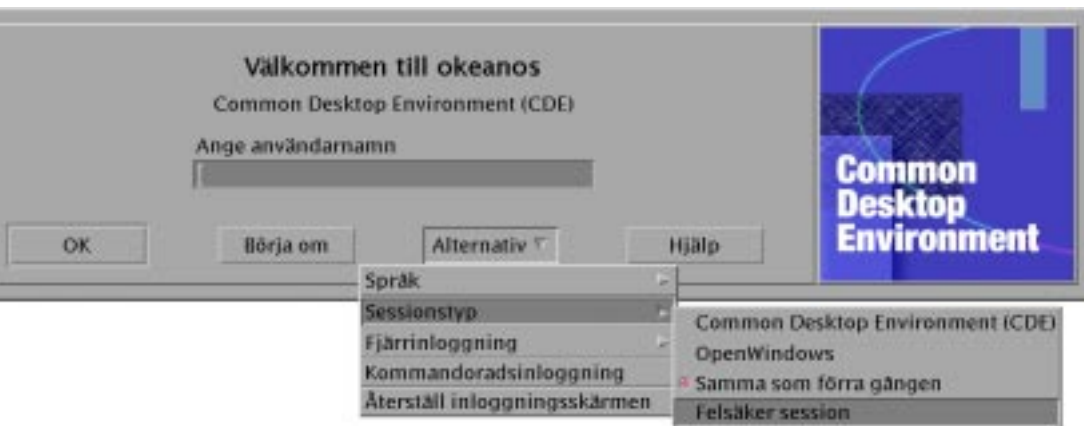 Välkommen till okeanos
Common Desktop Environment (CDE)
Ange användarnamn
OK
Börja om
Alternativ
Hjälp
Common
Desktop
Environment
Språk
Sessionstyp
Fjärrinloggning
Kommandoradsinloggning
Återställ inloggningsskärmen
Common Desktop Environment (CDE)
OpenWindows
Samma som förra gången
Felsäker session